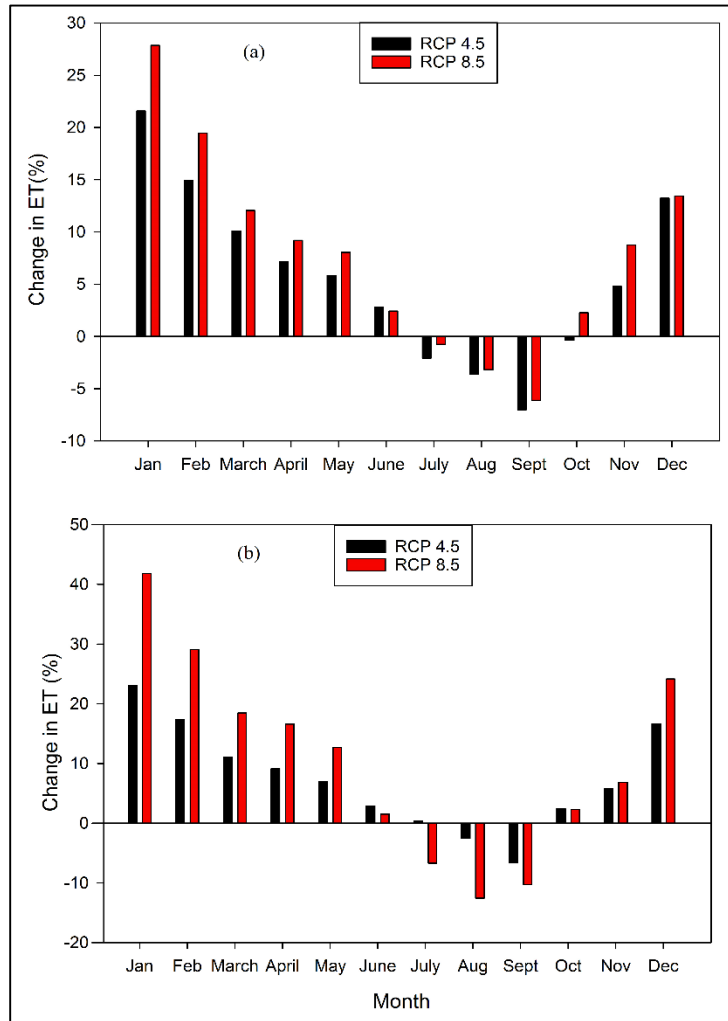 (a)
RCP 4.5
RCP 8.5
Change in ET(%)
30
25
20
15
10
5
0
-5
-10
Jan Feb March April May June July Aug Sept Oct Nov Dec
(b)
RCP 4.5
RCP 8.5
Change in ET (%)
50
40
30
20
10
0
-10
-20
Jan Feb March April May June July Aug Sept Oct Nov Dec
Month